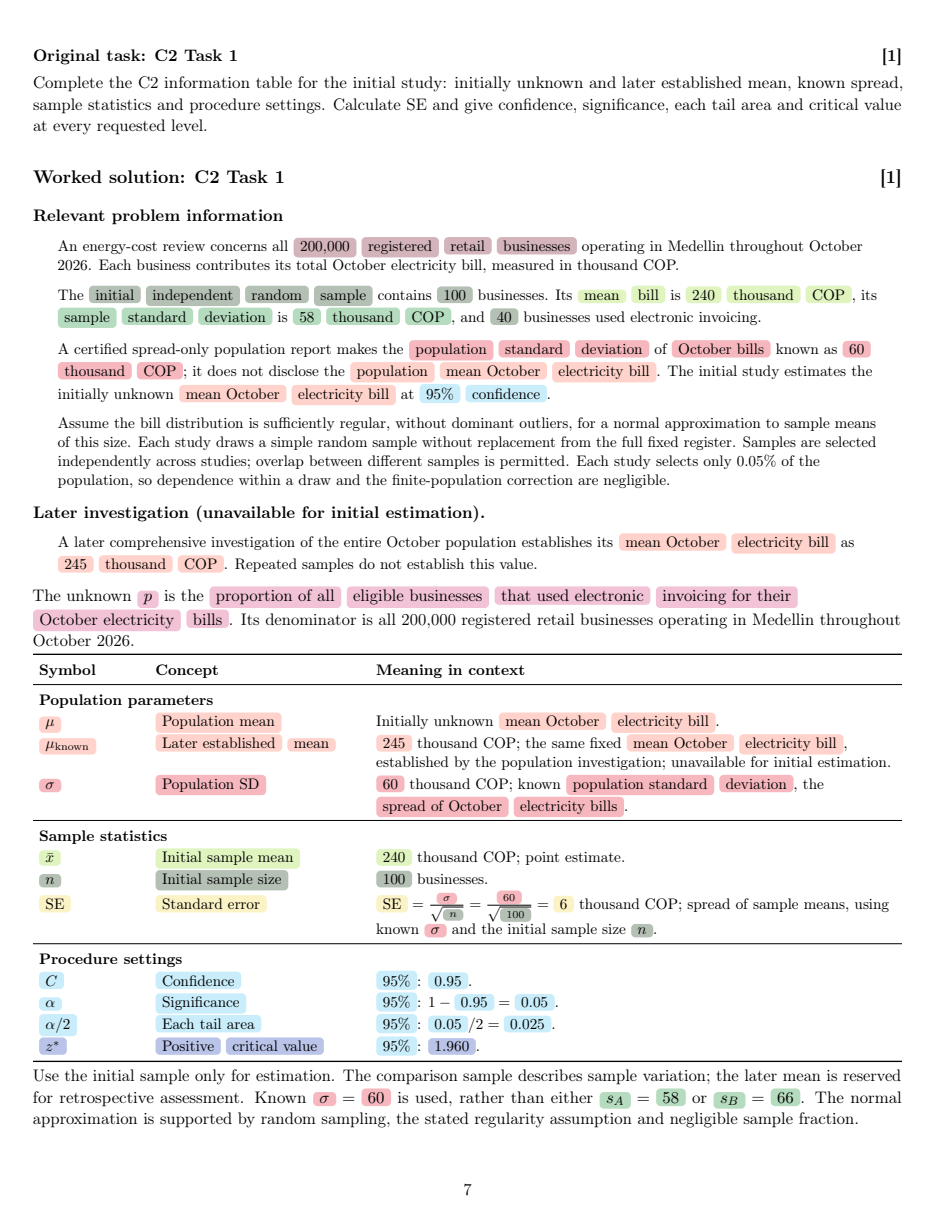 Original task: C2 Task 1 [1]
Complete the C2 information table for the initial study: initially unknown and later established mean, known spread,
sample statistics and procedure settings. Calculate SE and give confidence, significance, each tail area and critical value
at every requested level.
Worked solution: C2 Task 1 [1]
Relevant problem information
An energy-cost review concerns all 200,000 registered retail businesses operating in Medellin throughout October
2026. Each business contributes its total October electricity bill, measured in thousand COP.
The initial independent random sample contains 100 businesses. Its mean bill is 240 thousand COP, its
sample standard deviation is 58 thousand COP, and 40 businesses used electronic invoicing.
A certified spread-only population report makes the population standard deviation of October bills known as 60
thousand COP; it does not disclose the population mean October electricity bill. The initial study estimates the
initially unknown mean October electricity bill at 95% confidence.
Assume the bill distribution is sufficiently regular, without dominant outliers, for a normal approximation to sample means
of this size. Each study draws a simple random sample without replacement from the full fixed register. Samples are selected
independently across studies; overlap between different samples is permitted. Each study selects only 0.05% of the
population, so dependence within a draw and the finite-population correction are negligible.
Later investigation (unavailable for initial estimation).
A later comprehensive investigation of the entire October population establishes its mean October electricity bill as
245 thousand COP. Repeated samples do not establish this value.
The unknown p is the proportion of all eligible businesses that used electronic invoicing for their
October electricity bills. Its denominator is all 200,000 registered retail businesses operating in Medellin throughout
October 2026.
Symbol Concept Meaning in context
Population parameters
μ Population mean Initially unknown mean October electricity bill.
μ_known Later established mean 245 thousand COP; the same fixed mean October electricity bill,
established by the population investigation; unavailable for initial estimation.
σ Population SD 60 thousand COP; known population standard deviation, the
spread of October electricity bills.
Sample statistics
x̄ Initial sample mean 240 thousand COP; point estimate.
n Initial sample size 100 businesses.
SE Standard error SE = σ/√n = 60/√100 = 6 thousand COP; spread of sample means, using
known σ and the initial sample size n.
Procedure settings
C Confidence 95%: 0.95.
α Significance 95%: 1 − 0.95 = 0.05.
α/2 Each tail area 95%: 0.05/2 = 0.025.
z* Positive critical value 95%: 1.960.
Use the initial sample only for estimation. The comparison sample describes sample variation; the later mean is reserved
for retrospective assessment. Known σ = 60 is used, rather than either s_A = 58 or s_B = 66. The normal
approximation is supported by random sampling, the stated regularity assumption and negligible sample fraction.
7